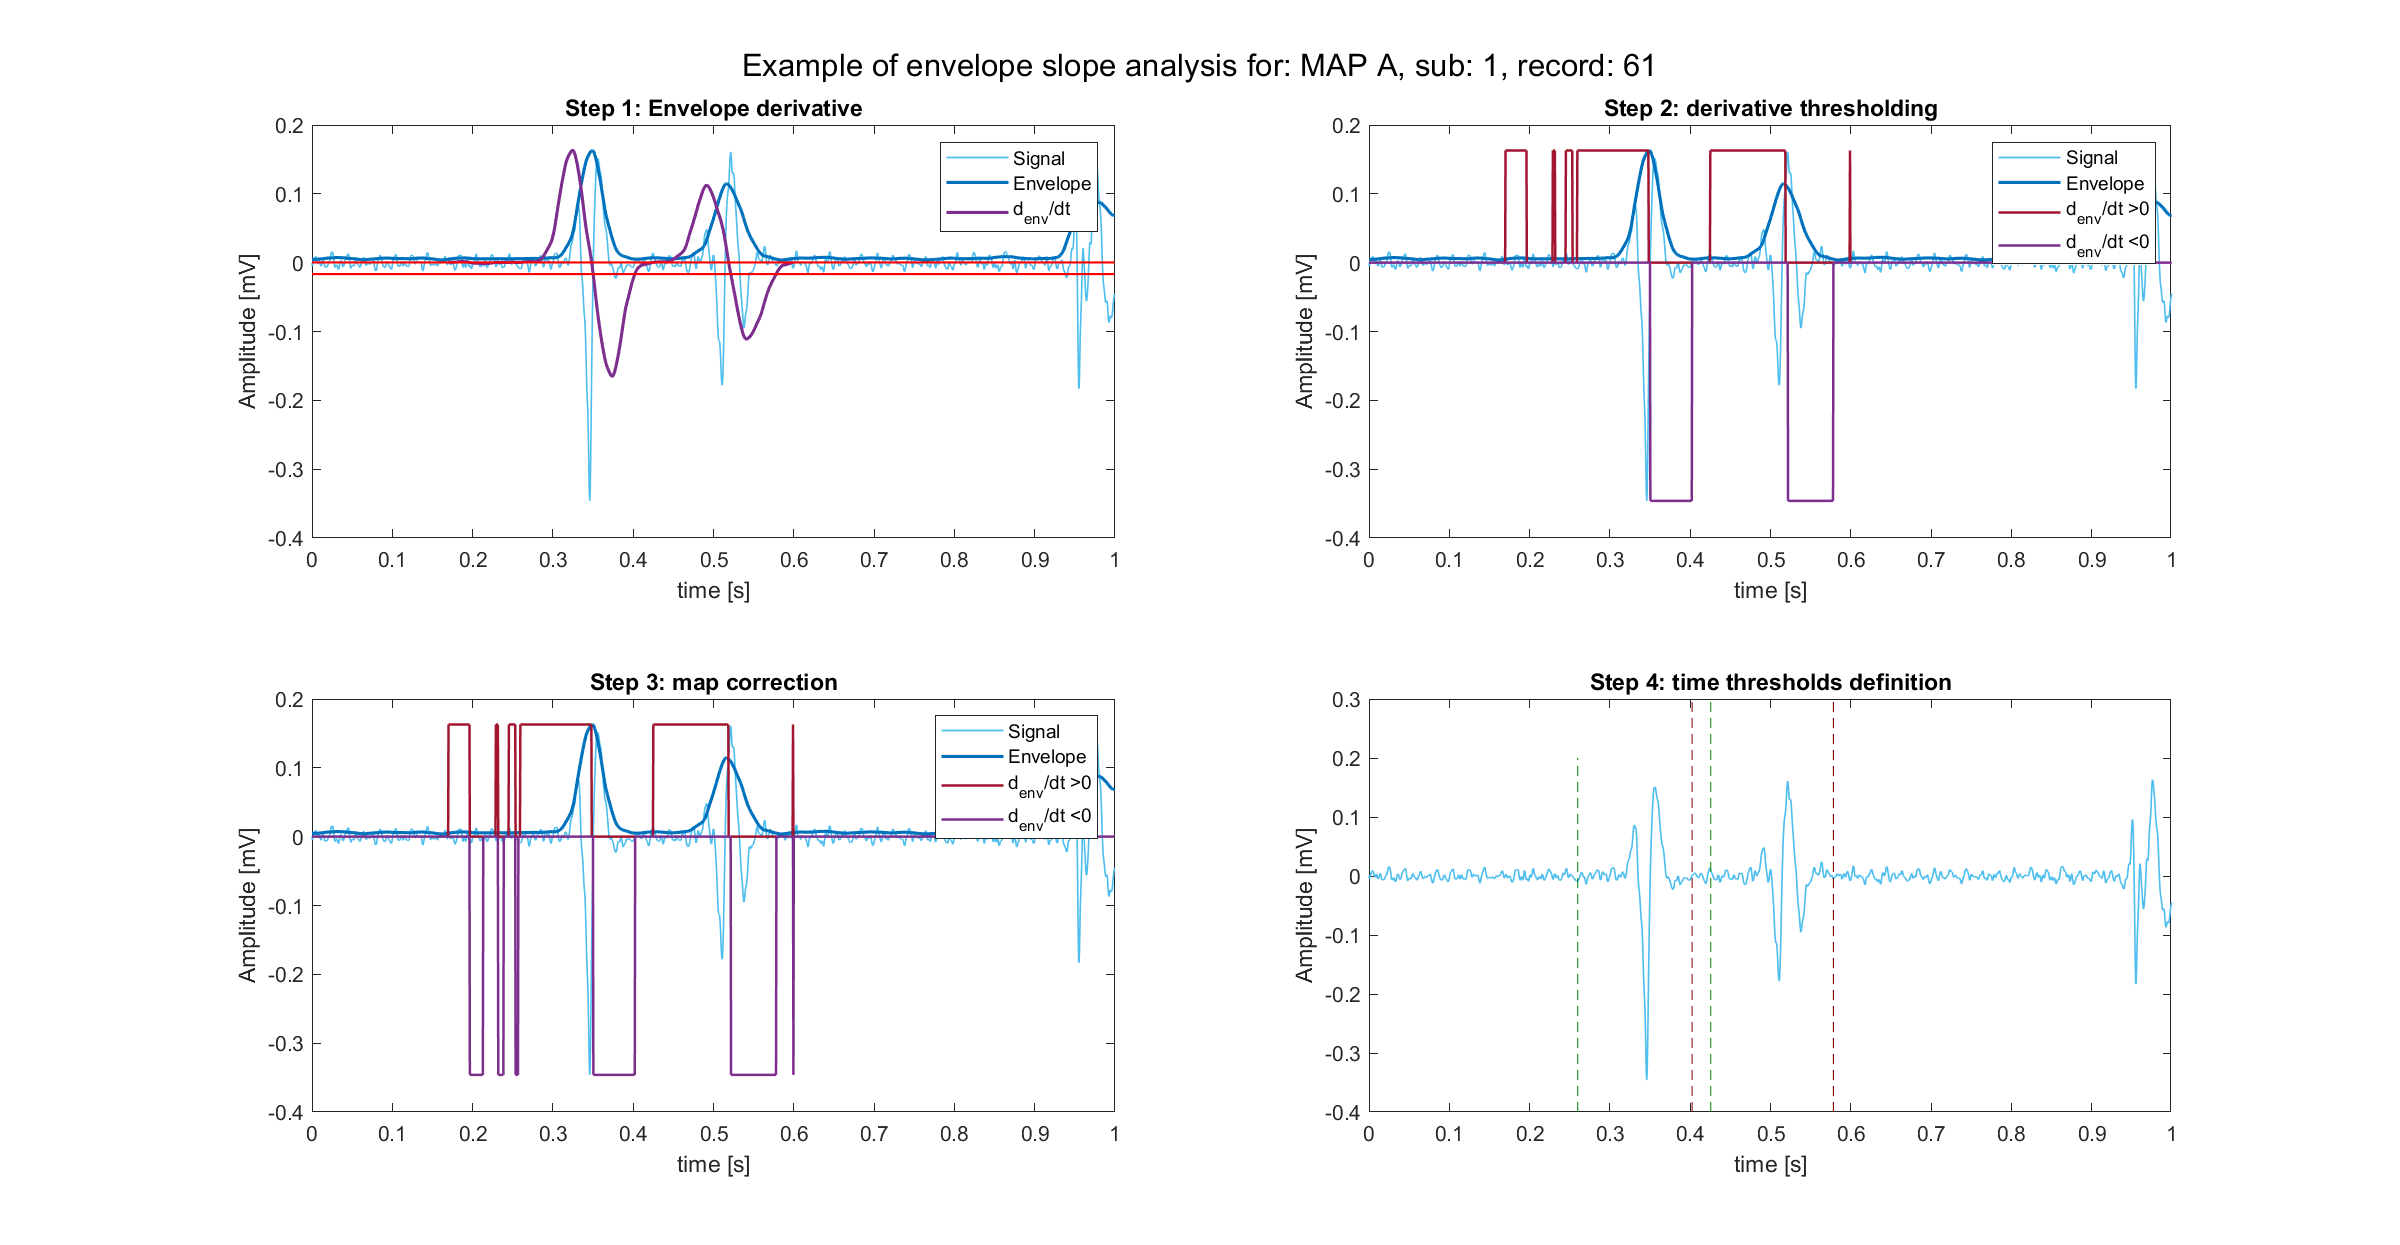 Example of envelope slope analysis for: MAP A, sub: 1, record: 61
Step 1: Envelope derivative
0.2
0.1
0
-0.1
-0.2
-0.3
-0.4
Amplitude [mV]
0 0.1 0.2 0.3 0.4 0.5 0.6 0.7 0.8 0.9 1
time [s]
Signal
Envelope
d_env/dt
Step 2: derivative thresholding
0.2
0.1
0
-0.1
-0.2
-0.3
-0.4
Amplitude [mV]
0 0.1 0.2 0.3 0.4 0.5 0.6 0.7 0.8 0.9 1
time [s]
Signal
Envelope
d_env/dt >0
d_env/dt <0
Step 3: map correction
0.2
0.1
0
-0.1
-0.2
-0.3
-0.4
Amplitude [mV]
0 0.1 0.2 0.3 0.4 0.5 0.6 0.7 0.8 0.9 1
time [s]
Signal
Envelope
d_env/dt >0
d_env/dt <0
Step 4: time thresholds definition
0.3
0.2
0.1
0
-0.1
-0.2
-0.3
-0.4
Amplitude [mV]
0 0.1 0.2 0.3 0.4 0.5 0.6 0.7 0.8 0.9 1
time [s]